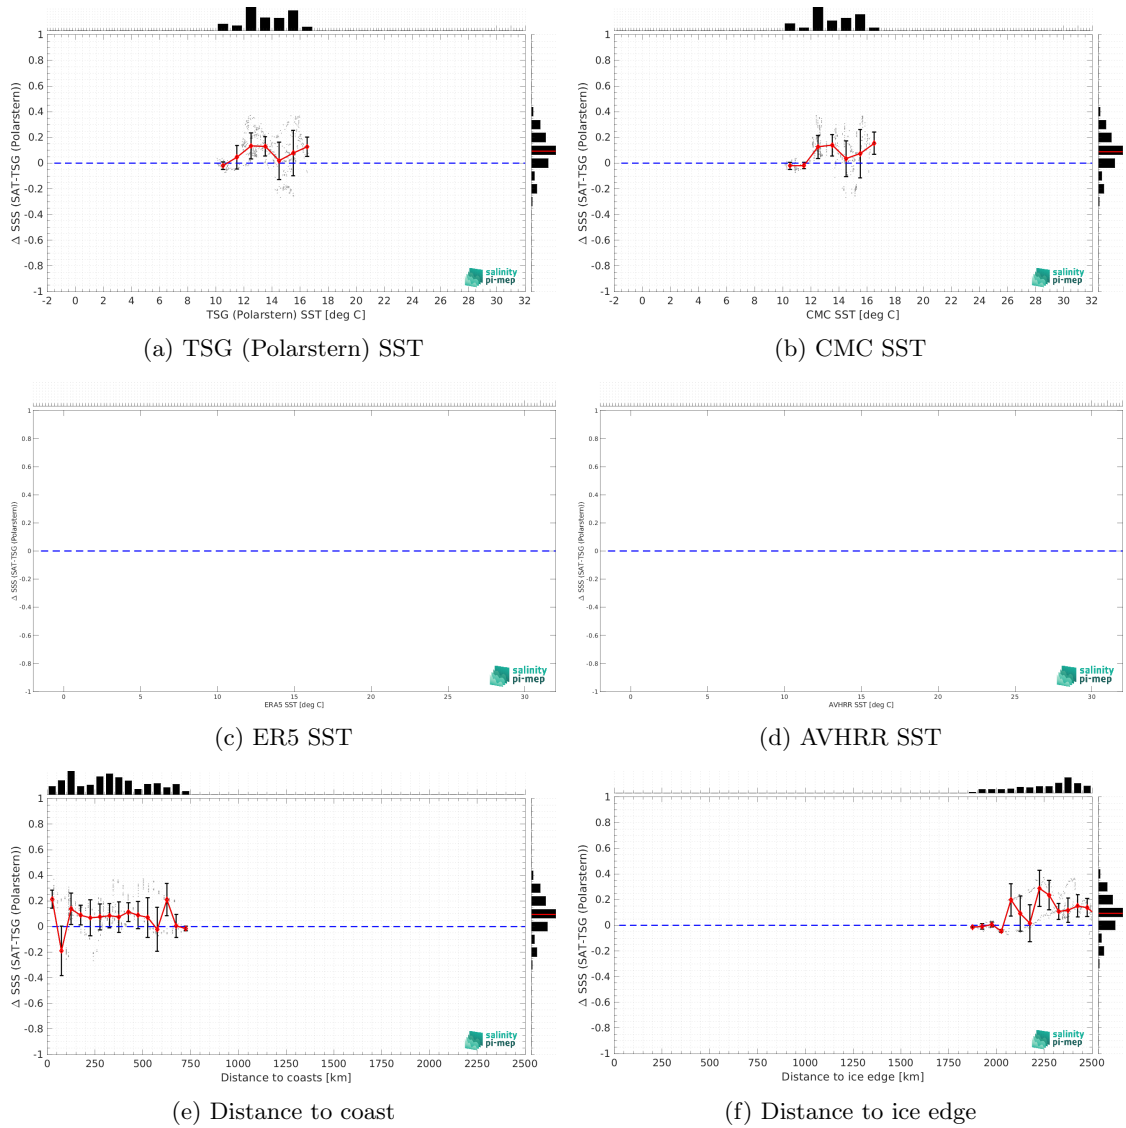 1
0.8
0.6
0.4
0.2
0
-0.2
-0.4
-0.6
-0.8
-1
Δ SSS (SAT-TSG (Polarstern))
salinity
pi-mep
-2 0 2 4 6 8 10 12 14 16 18 20 22 24 26 28 30 32
TSG (Polarstern) SST [deg C]
(a) TSG (Polarstern) SST
1
0.8
0.6
0.4
0.2
0
-0.2
-0.4
-0.6
-0.8
-1
Δ SSS (SAT-TSG (Polarstern))
salinity
pi-mep
-2 0 2 4 6 8 10 12 14 16 18 20 22 24 26 28 30 32
CMC SST [deg C]
(b) CMC SST
1
0.8
0.6
0.4
0.2
0
-0.2
-0.4
-0.6
-0.8
-1
Δ SSS (SAT-TSG (Polarstern))
salinity
pi-mep
0 5 10 15 20 25 30
ERA5 SST [deg C]
(c) ER5 SST
1
0.8
0.6
0.4
0.2
0
-0.2
-0.4
-0.6
-0.8
-1
Δ SSS (SAT-TSG (Polarstern))
salinity
pi-mep
0 5 10 15 20 25 30
AVHRR SST [deg C]
(d) AVHRR SST
1
0.8
0.6
0.4
0.2
0
-0.2
-0.4
-0.6
-0.8
-1
Δ SSS (SAT-TSG (Polarstern))
salinity
pi-mep
0 250 500 750 1000 1250 1500 1750 2000 2250 2500
Distance to coasts [km]
(e) Distance to coast
1
0.8
0.6
0.4
0.2
0
-0.2
-0.4
-0.6
-0.8
-1
Δ SSS (SAT-TSG (Polarstern))
salinity
pi-mep
0 250 500 750 1000 1250 1500 1750 2000 2250 2500
Distance to ice edge [km]
(f) Distance to ice edge